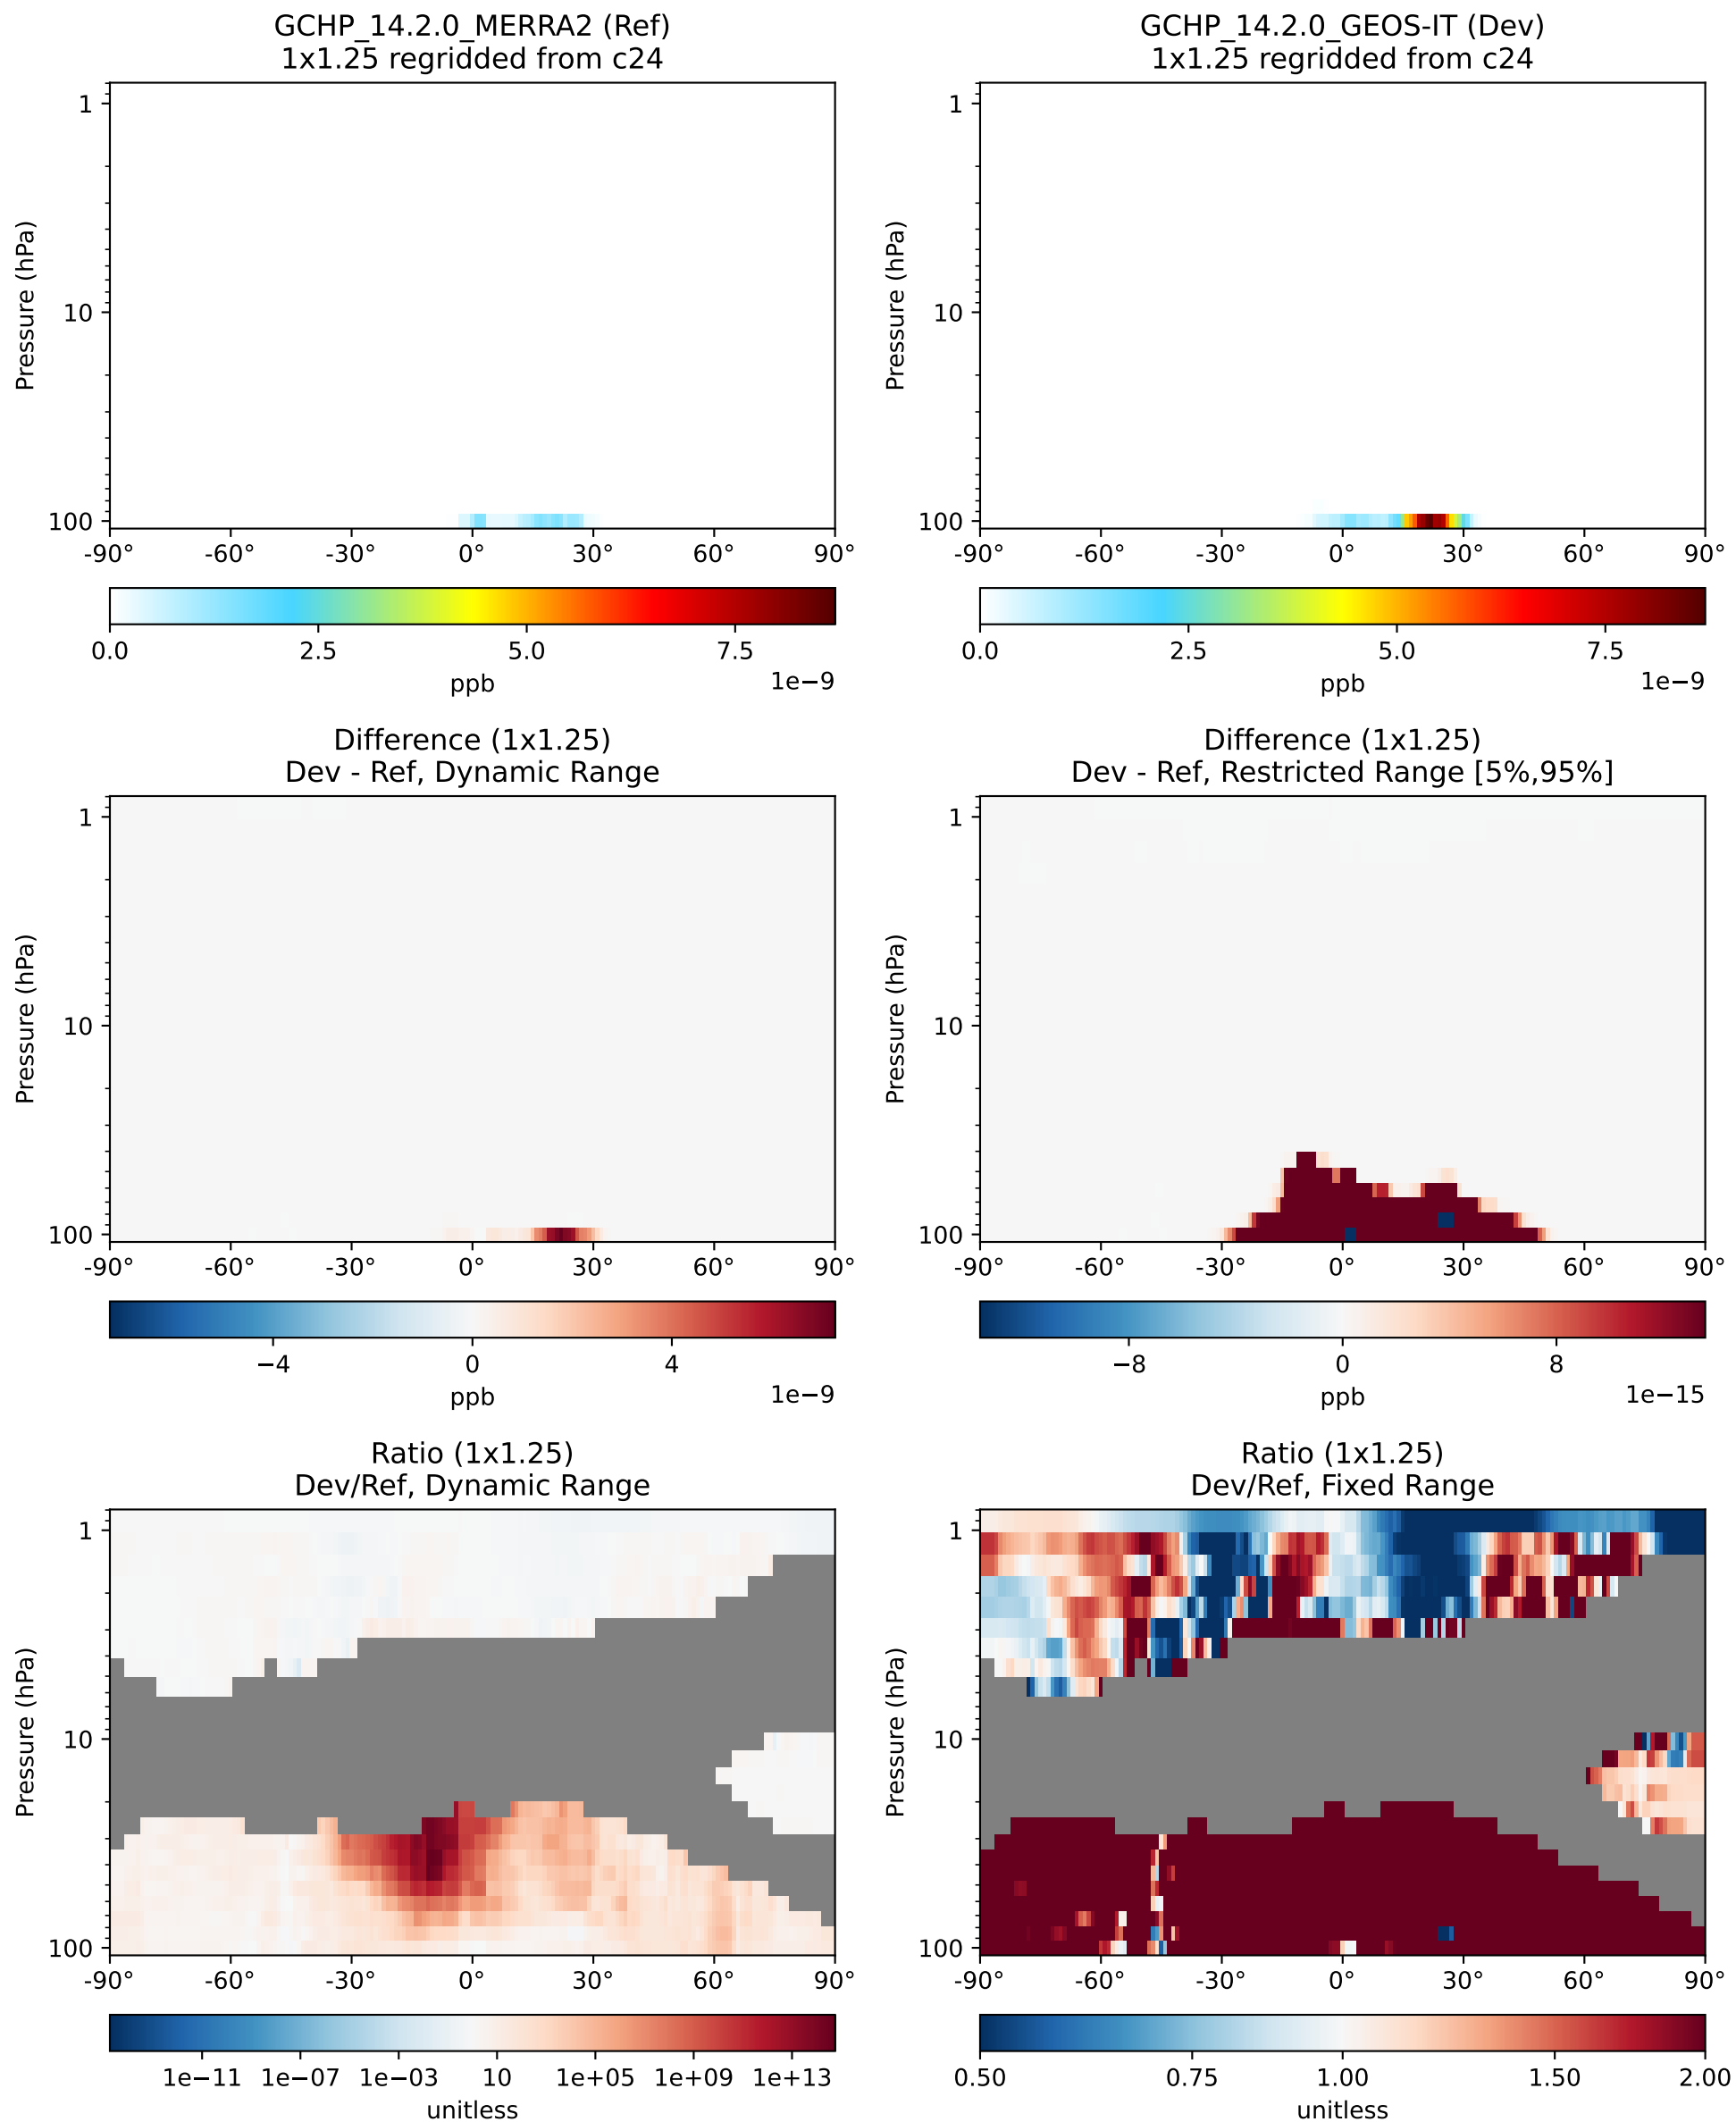 GCHP_14.2.0_MERRA2 (Ref)
1x1.25 regridded from c24
Pressure (hPa)
1
10
100
-90° -60° -30° 0° 30° 60° 90°
0.0 2.5 5.0 7.5
ppb
1e−9
GCHP_14.2.0_GEOS-IT (Dev)
1x1.25 regridded from c24
Pressure (hPa)
1
10
100
-90° -60° -30° 0° 30° 60° 90°
0.0 2.5 5.0 7.5
ppb
1e−9
Difference (1x1.25)
Dev - Ref, Dynamic Range
Pressure (hPa)
1
10
100
-90° -60° -30° 0° 30° 60° 90°
−4 0 4
ppb
1e−9
Difference (1x1.25)
Dev - Ref, Restricted Range [5%,95%]
Pressure (hPa)
1
10
100
-90° -60° -30° 0° 30° 60° 90°
−8 0 8
ppb
1e−15
Ratio (1x1.25)
Dev/Ref, Dynamic Range
Pressure (hPa)
1
10
100
-90° -60° -30° 0° 30° 60° 90°
1e−11 1e−07 1e−03 10 1e+05 1e+09 1e+13
unitless
Ratio (1x1.25)
Dev/Ref, Fixed Range
Pressure (hPa)
1
10
100
-90° -60° -30° 0° 30° 60° 90°
0.50 0.75 1.00 1.50 2.00
unitless